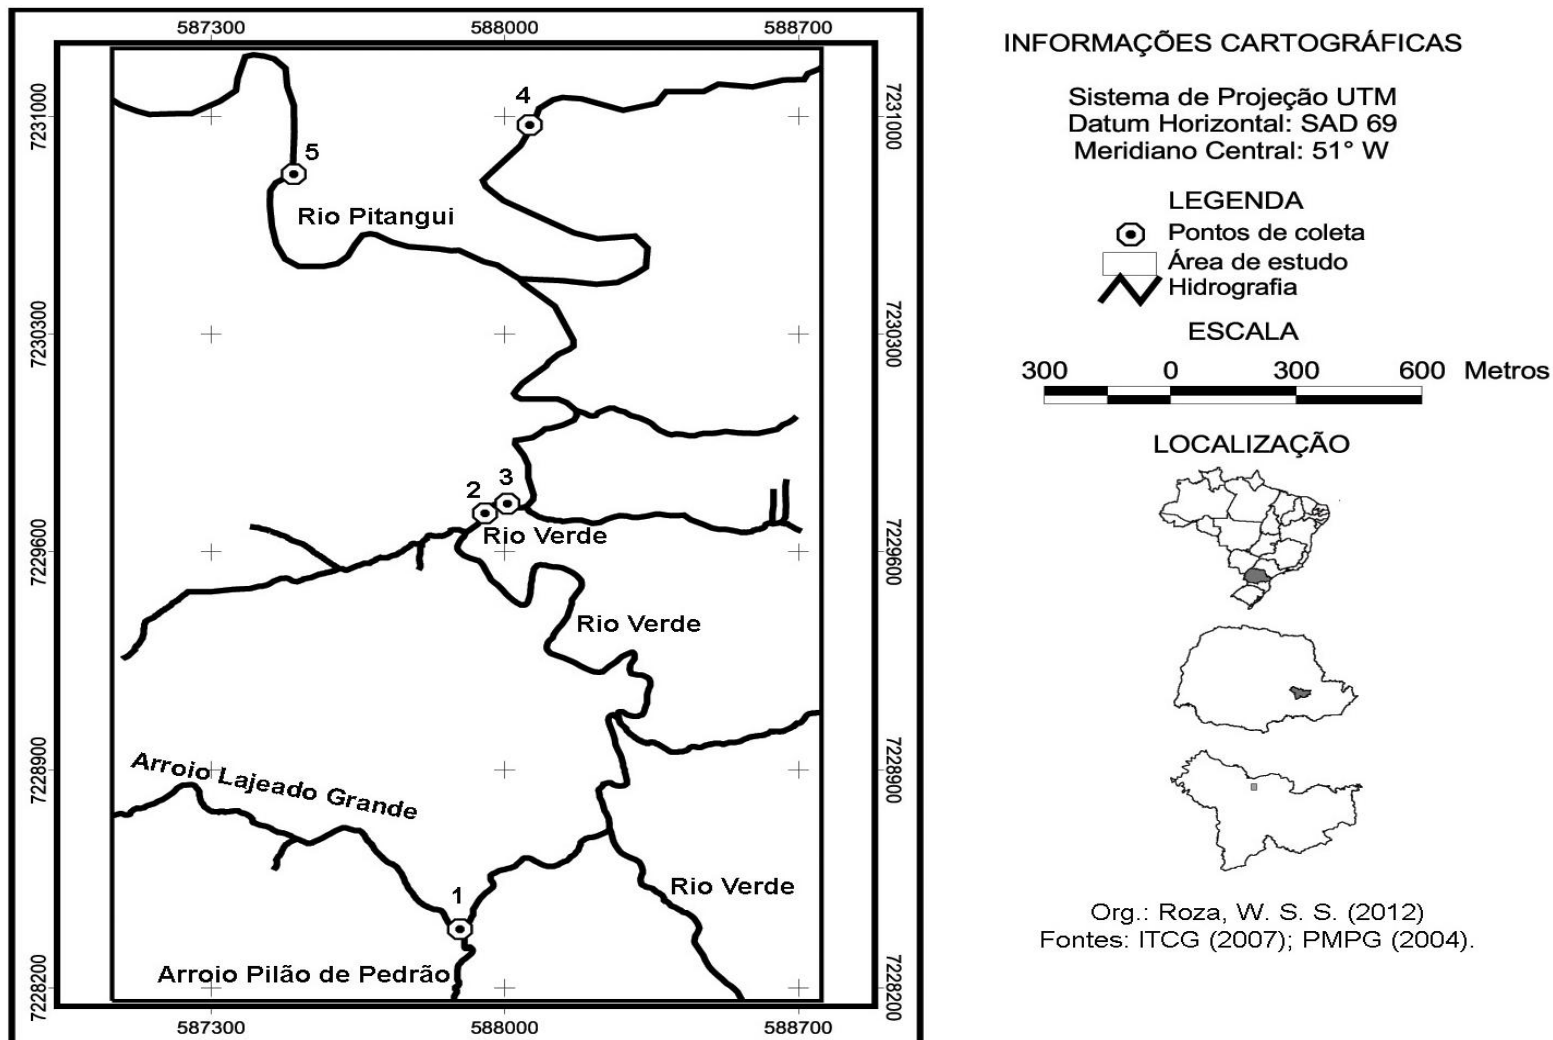 587300 588000 588700
7231000
7230300
7229600
7228900
7228200
7231000
7230300
7229600
7228900
7228200
4
5
Rio Pitangui
3
2
Rio Verde
Rio Verde
Arroio Lajeado Grande
Rio Verde
1
Arroio Pilão de Pedrão
587300 588000 588700
INFORMAÇÕES CARTOGRÁFICAS
Sistema de Projeção UTM
Datum Horizontal: SAD 69
Meridiano Central: 51° W
LEGENDA
Pontos de coleta
Área de estudo
Hidrografia
ESCALA
300 0 300 600 Metros
LOCALIZAÇÃO
Org.: Roza, W. S. S. (2012)
Fontes: ITCG (2007); PMPG (2004).